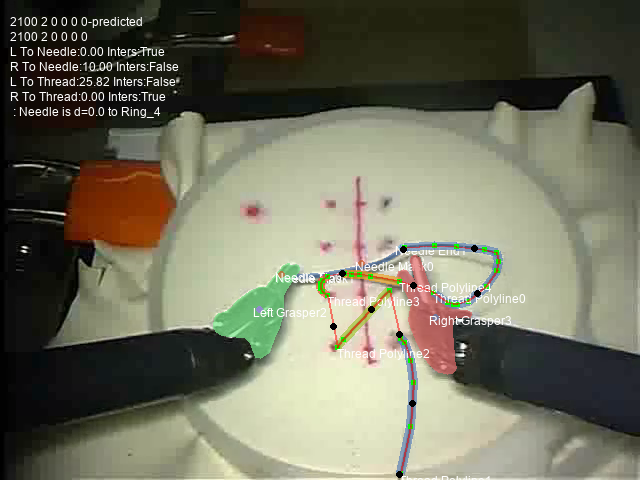 2100 2 0 0 0 0-predicted
2100 2 0 0 0 0
L To Needle:0.00 Inters:True
R To Needle:10.00 Inters:False
L To Thread:25.82 Inters:False
R To Thread:0.00 Inters:True
: Needle is d=0.0 to Ring_4
Needle End1
Needle Mask0
Needle
Thread Polyline
Thread Polyline0
Thread Polyline3
Left Grasper2
Right Grasper3
Thread Polyline2